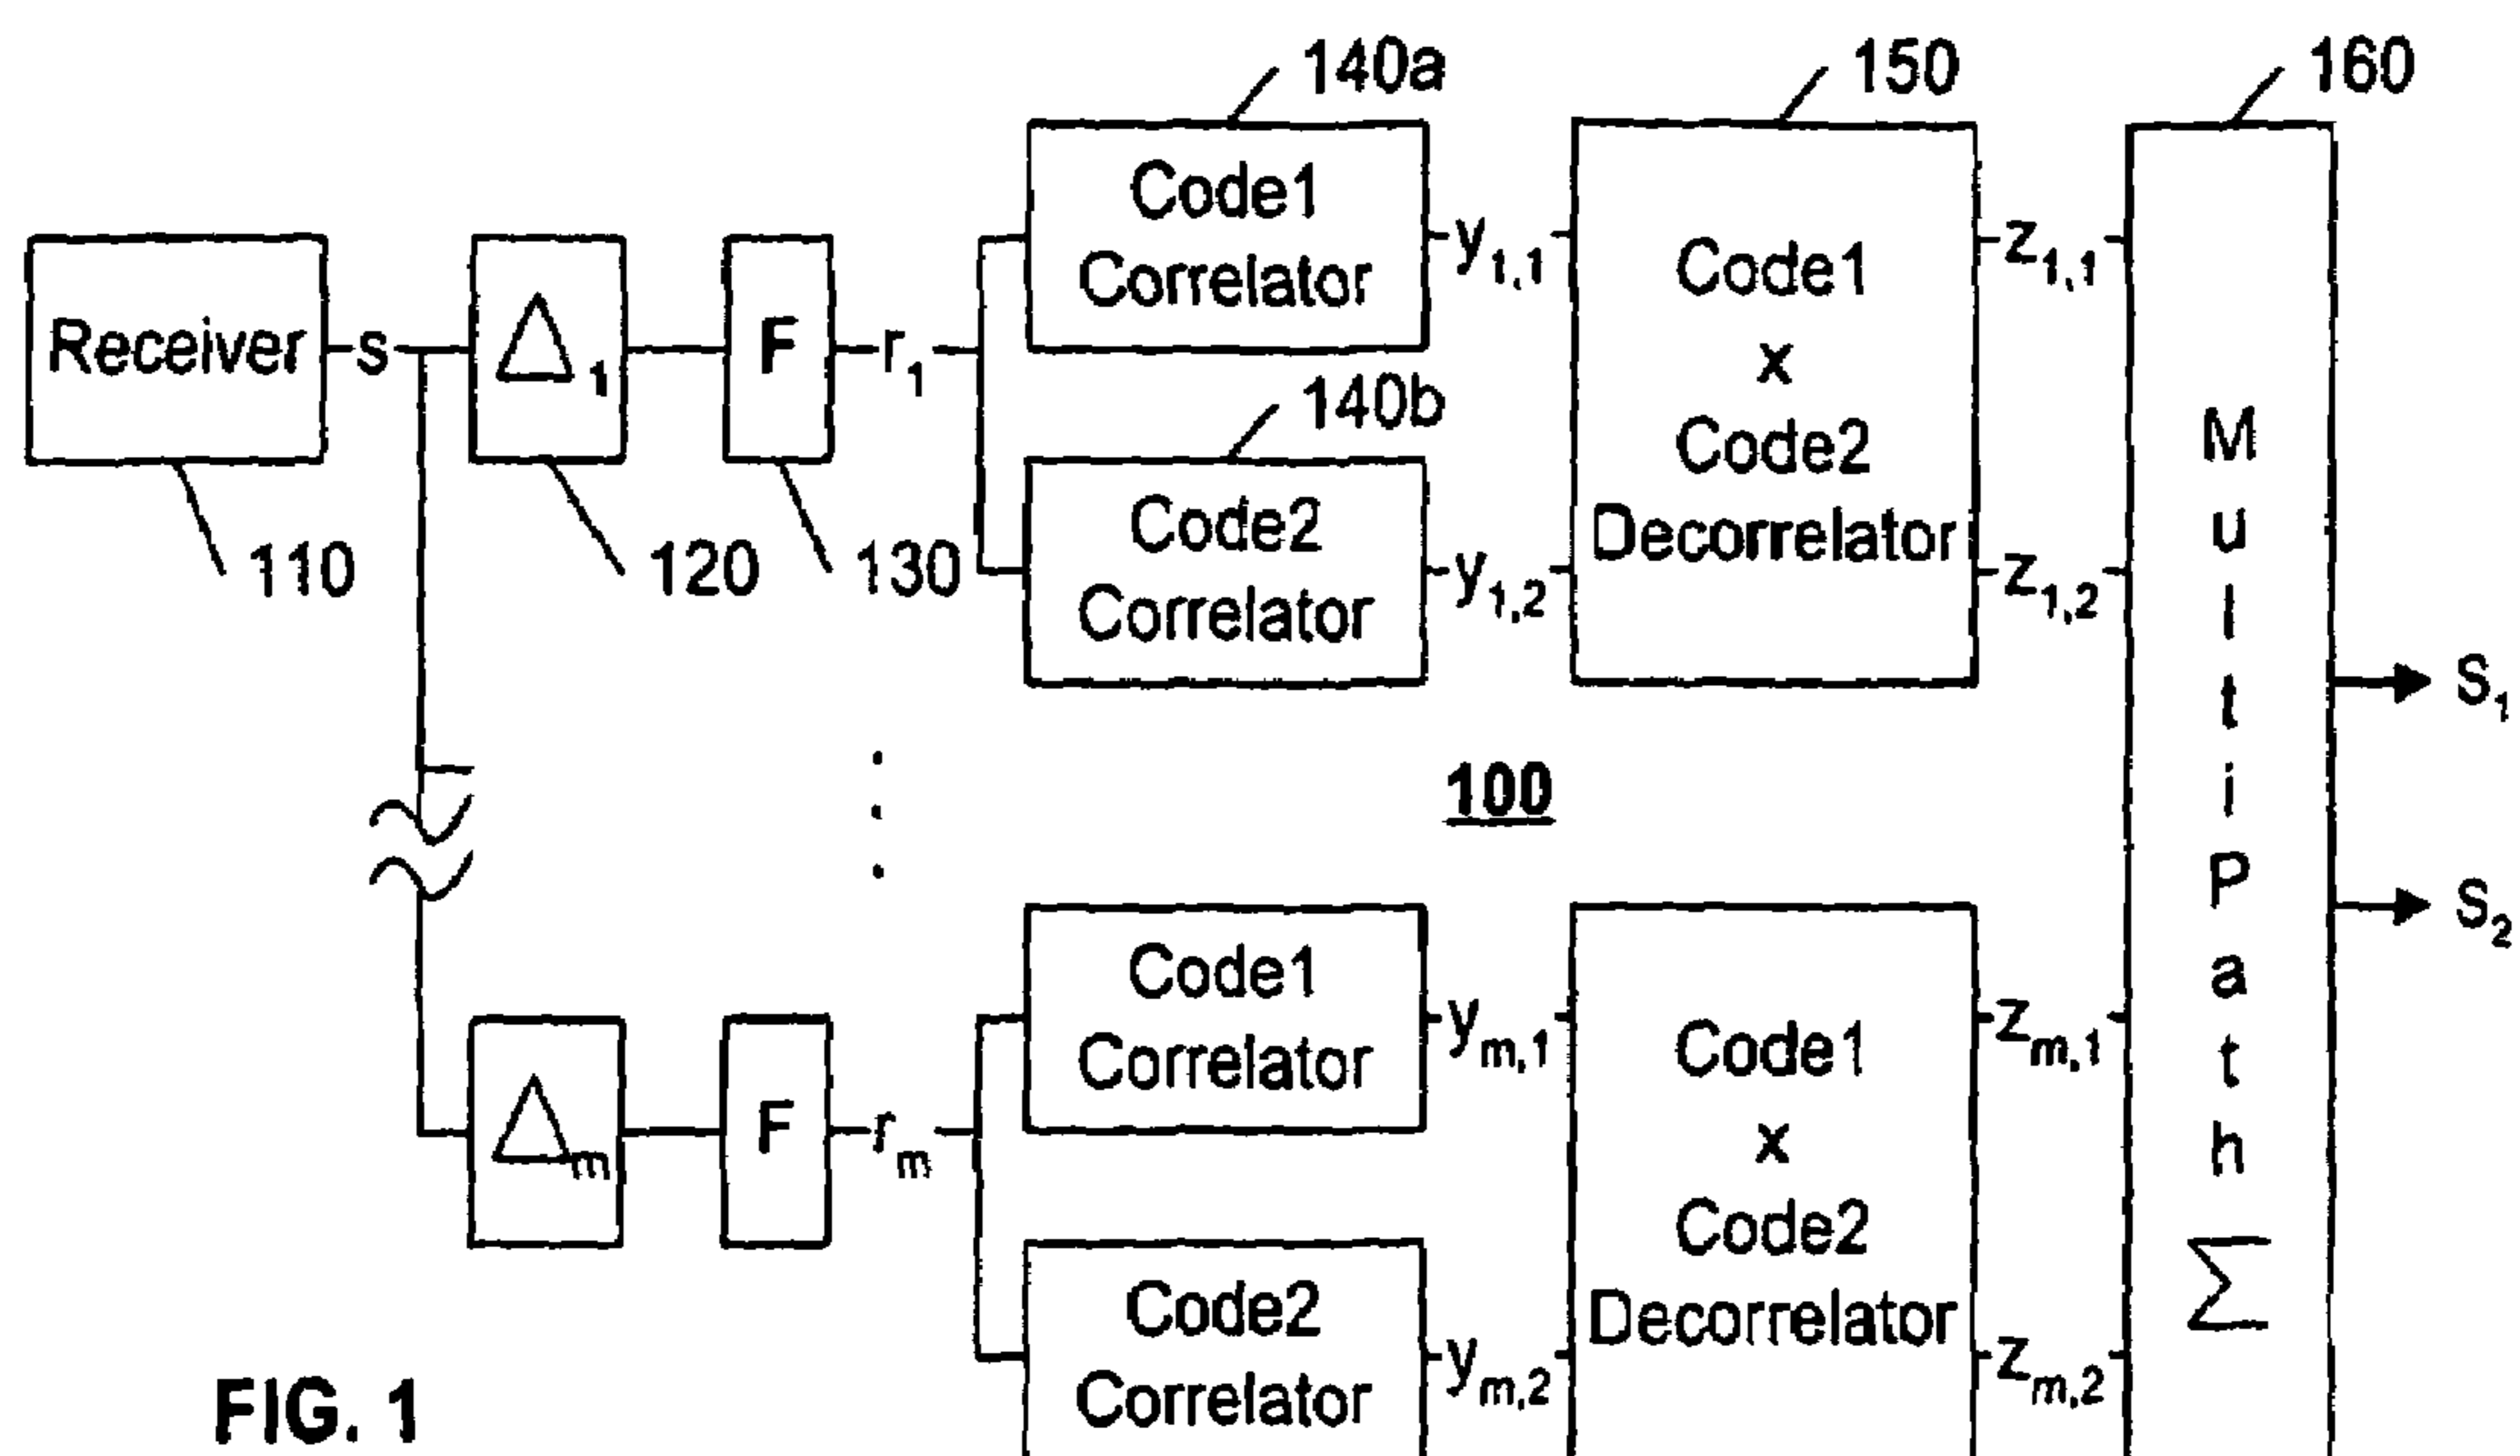 140a
150
160
Code1
Correlator
y1,1
Code1
x
Code2
Decorrelator
z1,1
Receiver
s
Δ1
F
r1
140b
Code2
Correlator
y1,2
z1,2
110
120
130
MultiPath
Σ
S1
S2
100
Code1
Correlator
ym,1
Code1
x
Code2
Decorrelator
zm,1
Δm
F
rm
Code2
Correlator
ym,2
zm,2
FIG. 1